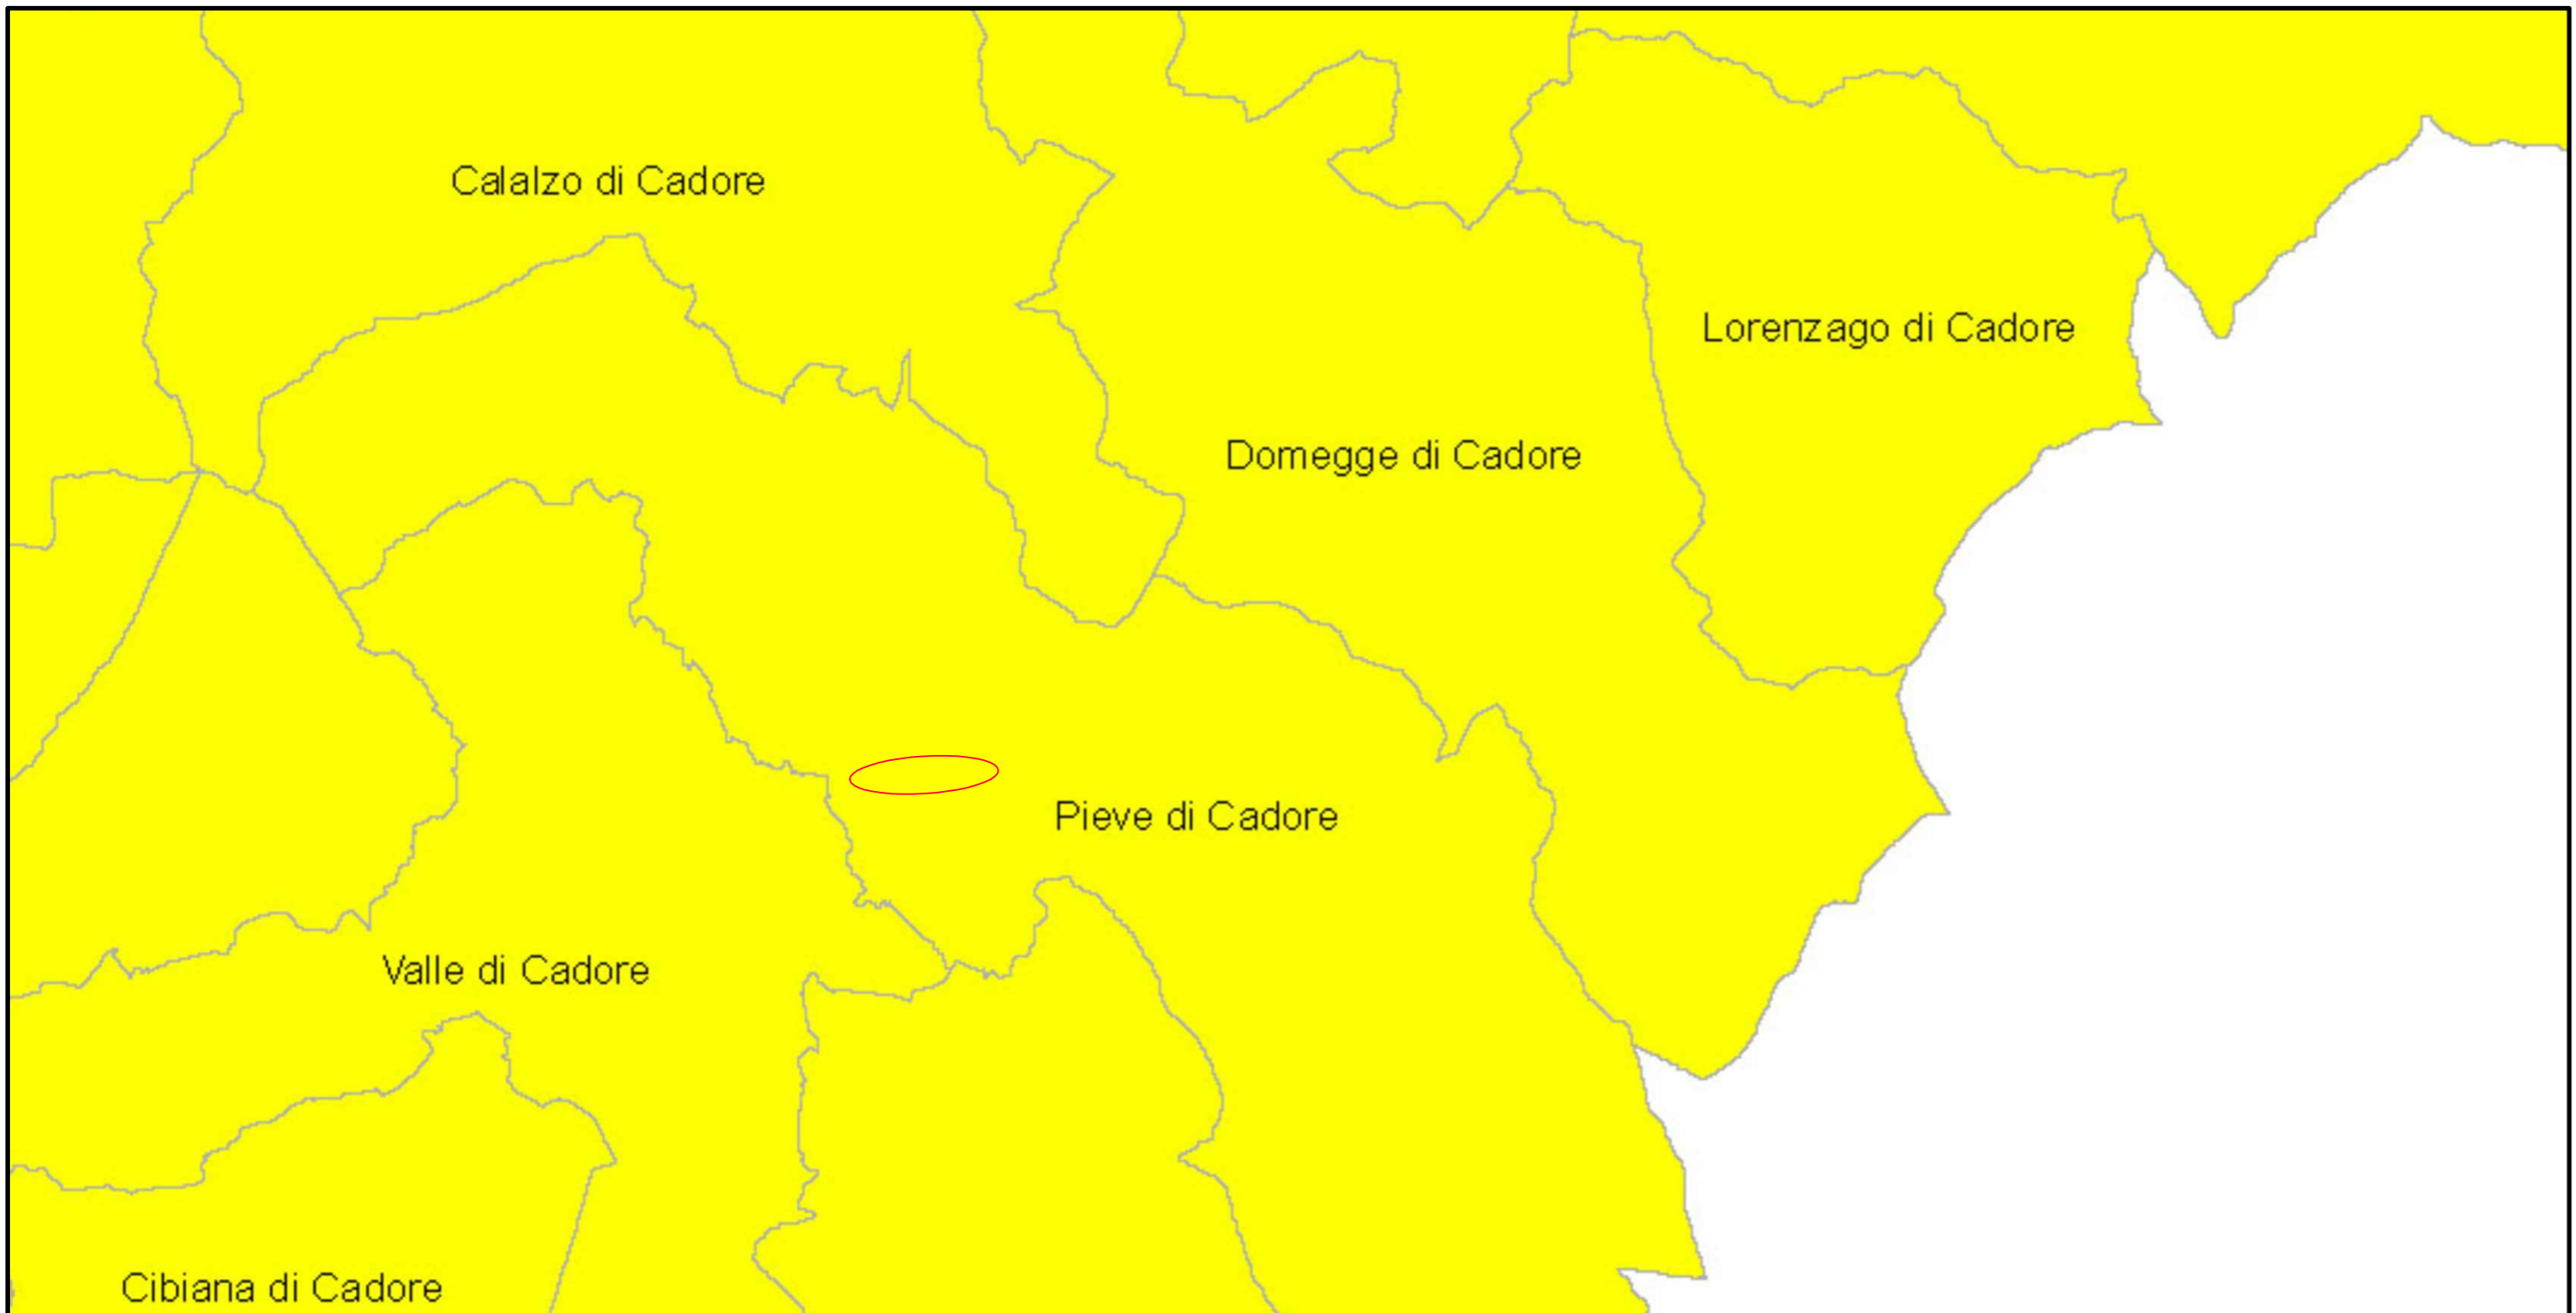 Calalzo di Cadore
Lorenzago di Cadore
Domegge di Cadore
Pieve di Cadore
Valle di Cadore
Cibiana di Cadore